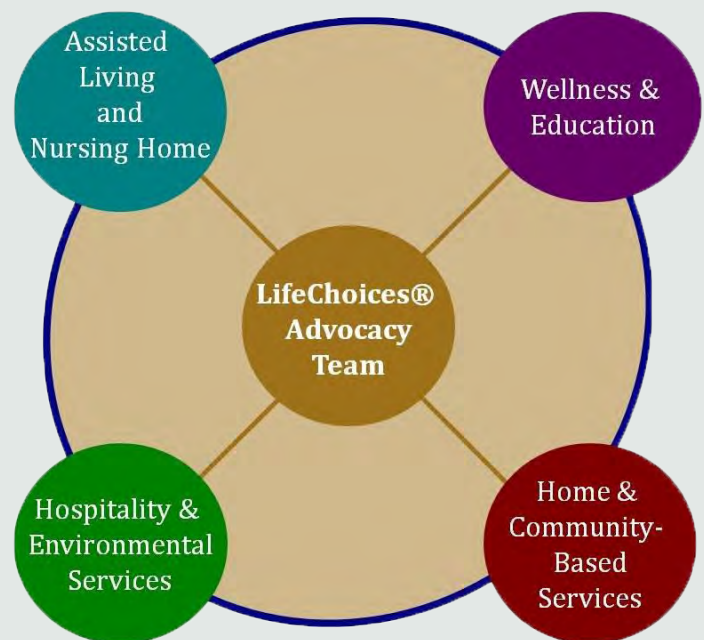 Assisted
Living
and
Nursing Home
Wellness &
Education
LifeChoices®
Advocacy
Team
Hospitality &
Environmental
Services
Home &
Community-
Based
Services